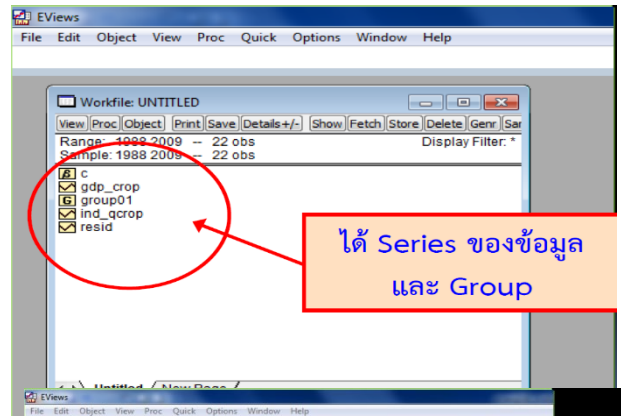 EViews
File Edit Object View Proc Quick Options Window Help
Workfile: UNTITLED
View Proc Object Print Save Details+/- Show Fetch Store Delete Genr Sar
Range: 1988 2009 -- 22 obs
Display Filter: *
Sample: 1988 2009 -- 22 obs
β c
gdp_crop
G group01
ind_qcrop
resid
ได้ Series ของข้อมูล
และ Group
Untitled New Page
EViews
File Edit Object View Proc Quick Options Window Help